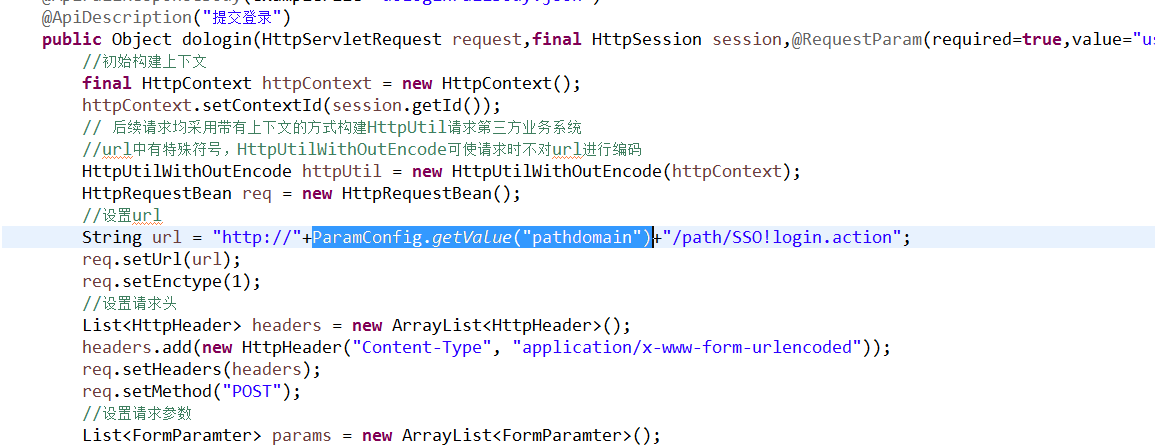 @ApiDescription("提交登录")
public Object dologin(HttpServletRequest request,final HttpSession session,@RequestParam(required=true,value="us
//初始构建上下文
final HttpContext httpContext = new HttpContext();
httpContext.setContextId(session.getId());
// 后续请求均采用带有上下文的方式构建HttpUtil请求第三方业务系统
//url中有特殊符号，HttpUtilWithOutEncode可使请求时不对url进行编码
HttpUtilWithOutEncode httpUtil = new HttpUtilWithOutEncode(httpContext);
HttpRequestBean req = new HttpRequestBean();
//设置url
String url = "http://"+ParamConfig.getValue("pathdomain")+"/path/SSO!login.action";
req.setUrl(url);
req.setEnctype(1);
//设置请求头
List<HttpHeader> headers = new ArrayList<HttpHeader>();
headers.add(new HttpHeader("Content-Type", "application/x-www-form-urlencoded"));
req.setHeaders(headers);
req.setMethod("POST");
//设置请求参数
List<FormParamter> params = new ArrayList<FormParamter>();